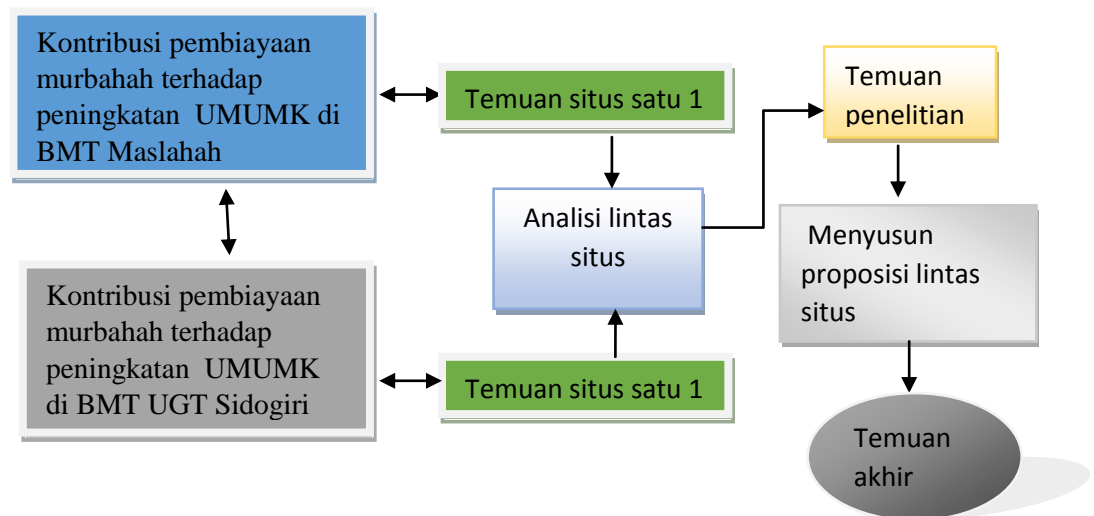 Kontribusi pembiayaan
murbahah terhadap
peningkatan UMUMK di
BMT Maslahah
Temuan situs satu 1
Temuan
penelitian
Analisi lintas
situs
Menyusun
proposisi lintas
situs
Kontribusi pembiayaan
murbahah terhadap
peningkatan UMUMK
di BMT UGT Sidogiri
Temuan situs satu 1
Temuan
akhir